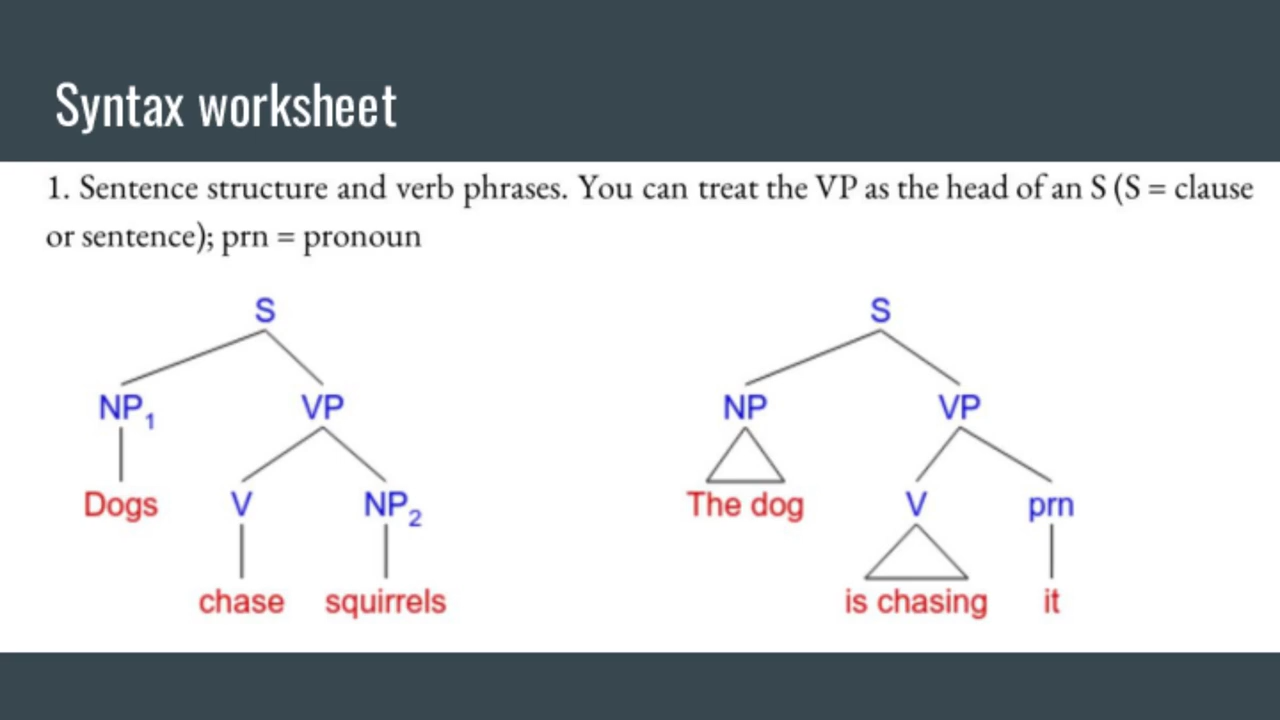 Syntax worksheet
1. Sentence structure and verb phrases. You can treat the VP as the head of an S (S = clause
or sentence); prn = pronoun
S S
NP1 VP NP VP
Dogs V NP2 The dog V prn
chase squirrels is chasing it